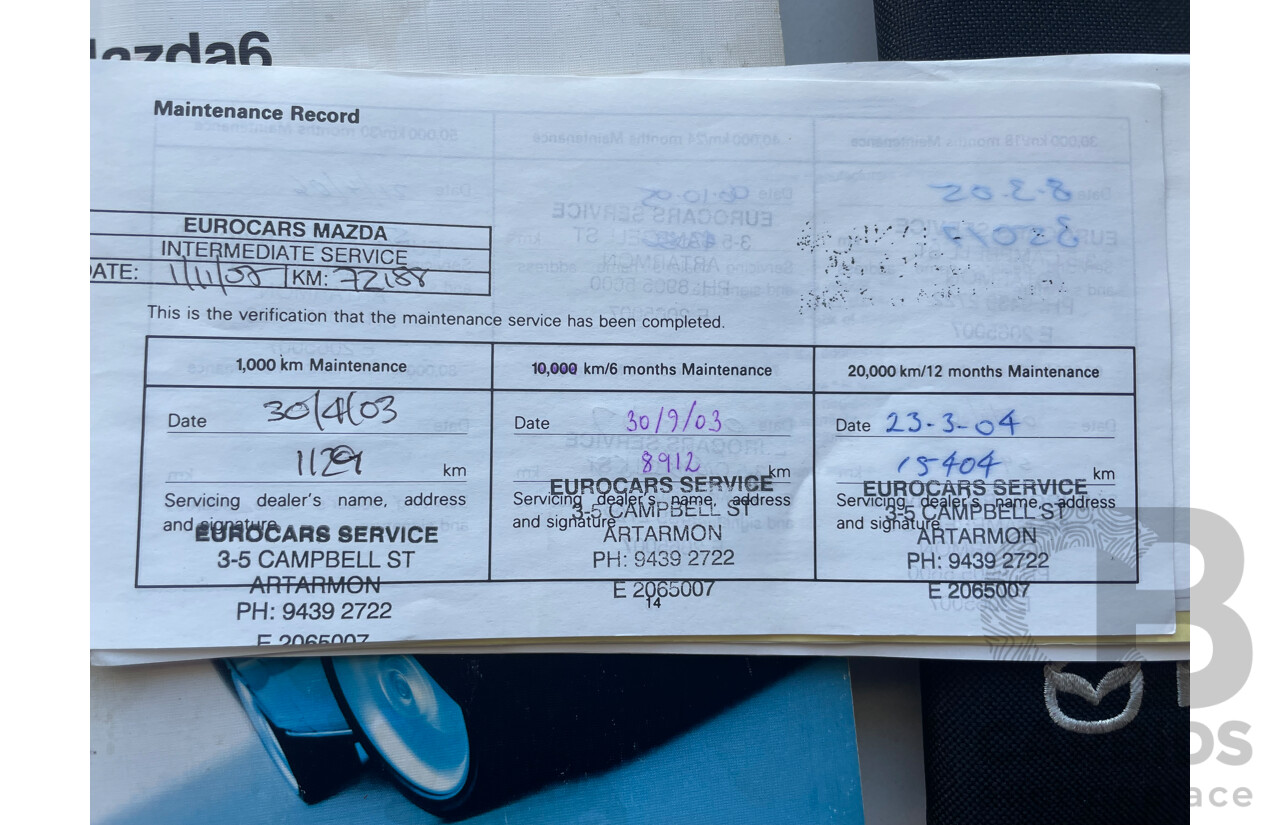 azda6
Maintenance Record
EUROCARS MAZDA
INTERMEDIATE SERVICE
ATE: 1/11/08 KM: 72188
This is the verification that the maintenance service has been completed.
1,000 km Maintenance
Date 30/4/03
1129 km
Servicing dealer's name, address
and signature
EUROCARS SERVICE
3-5 CAMPBELL ST
ARTARMON
PH: 9439 2722
E 2065007
10,000 km/6 months Maintenance
Date 30/9/03
8912 km
Servicing dealer's name, address
and signature
EUROCARS SERVICE
3-5 CAMPBELL ST
ARTARMON
PH: 9439 2722
E 2065007
20,000 km/12 months Maintenance
Date 23-3-04
15404 km
Servicing dealer's name, address
and signature
EUROCARS SERVICE
3-5 CAMPBELL ST
ARTARMON
PH: 9439 2722
E 2065007
14
B
os
ace